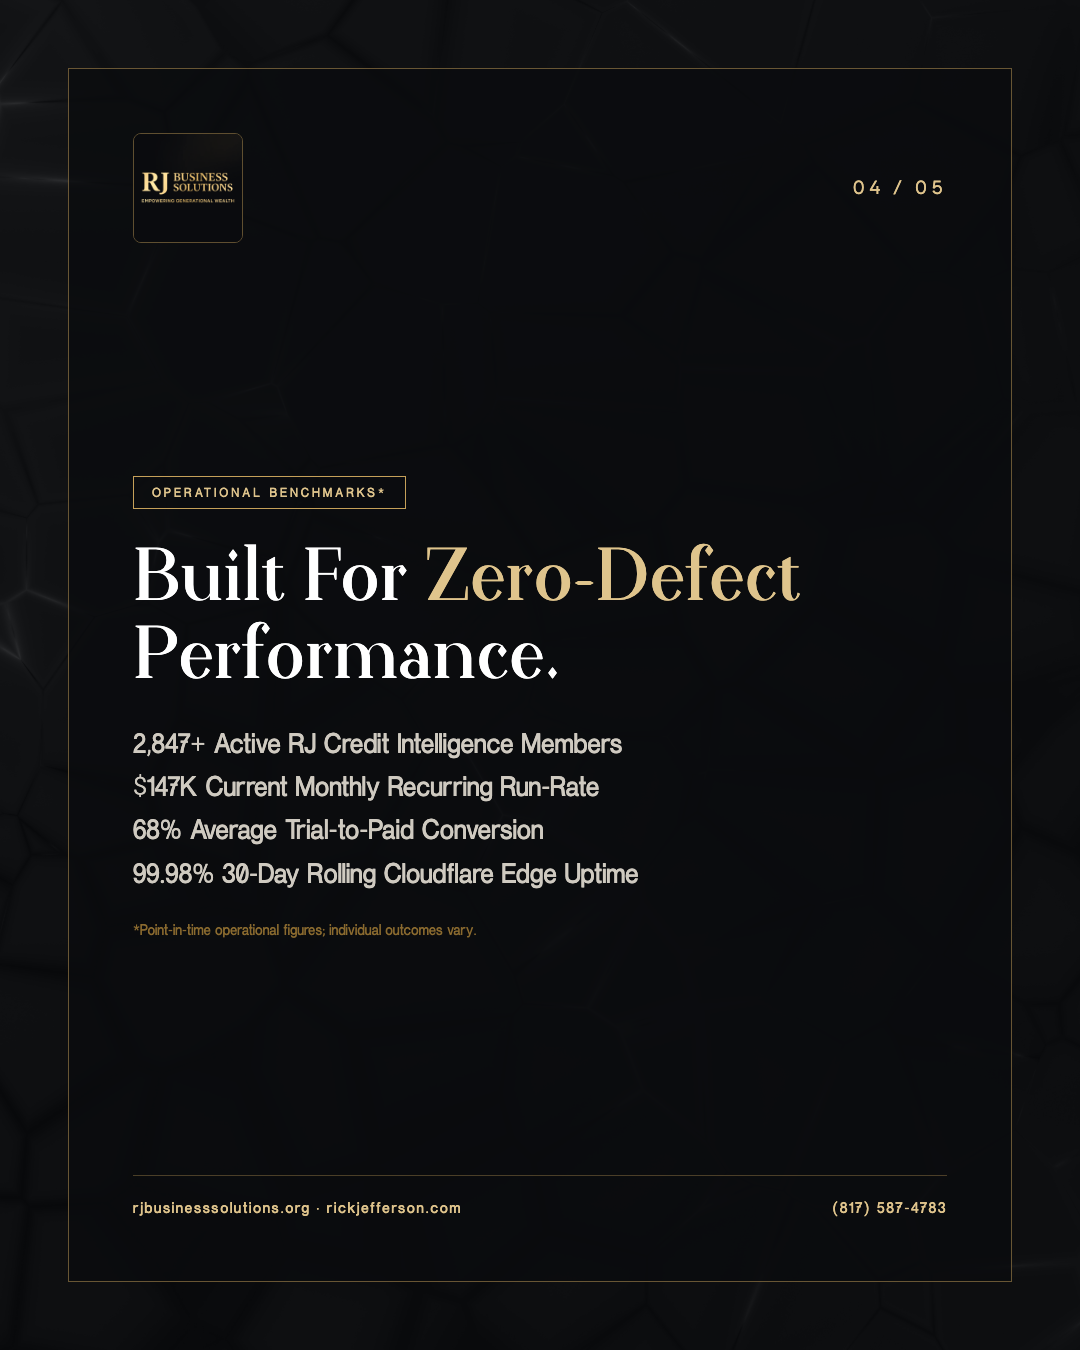 RJ BUSINESS SOLUTIONS
EMPOWERING GENERATIONAL WEALTH
04 / 05
OPERATIONAL BENCHMARKS*
Built For Zero-Defect
Performance.
2,847+ Active RJ Credit Intelligence Members
$147K Current Monthly Recurring Run-Rate
68% Average Trial-to-Paid Conversion
99.98% 30-Day Rolling Cloudflare Edge Uptime
*Point-in-time operational figures; individual outcomes vary.
rjbusinesssolutions.org · rickjefferson.com
(817) 587-4783